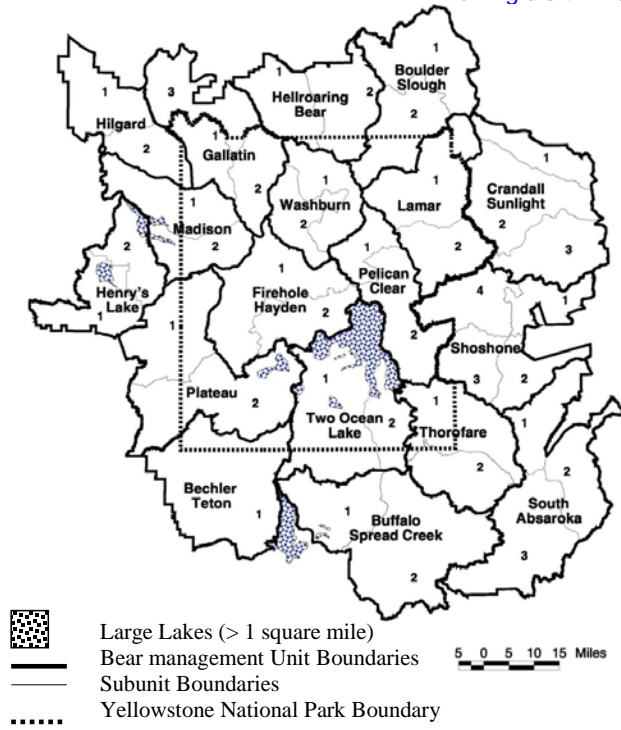 1
Boulder
Slough
2
1
Hellroaring
Bear
2
3
1
Hilgard
2
1
Gallatin
2
1
Washburn
2
1
Lamar
2
1
Crandall
Sunlight
2
3
1
Madison
2
2
Henry's
Lake
1
1
Firehole
Hayden
2
1
Pelican
Clear
2
4
1
Shoshone
3
2
1
Plateau
2
1
Two Ocean
Lake
2
1
Thorofare
2
1
2
South
Absaroka
3
Bechler
Teton
1
1
Buffalo
Spread Creek
2
Large Lakes (> 1 square mile)
Bear management Unit Boundaries
Subunit Boundaries
Yellowstone National Park Boundary
5 0 5 10 15 Miles